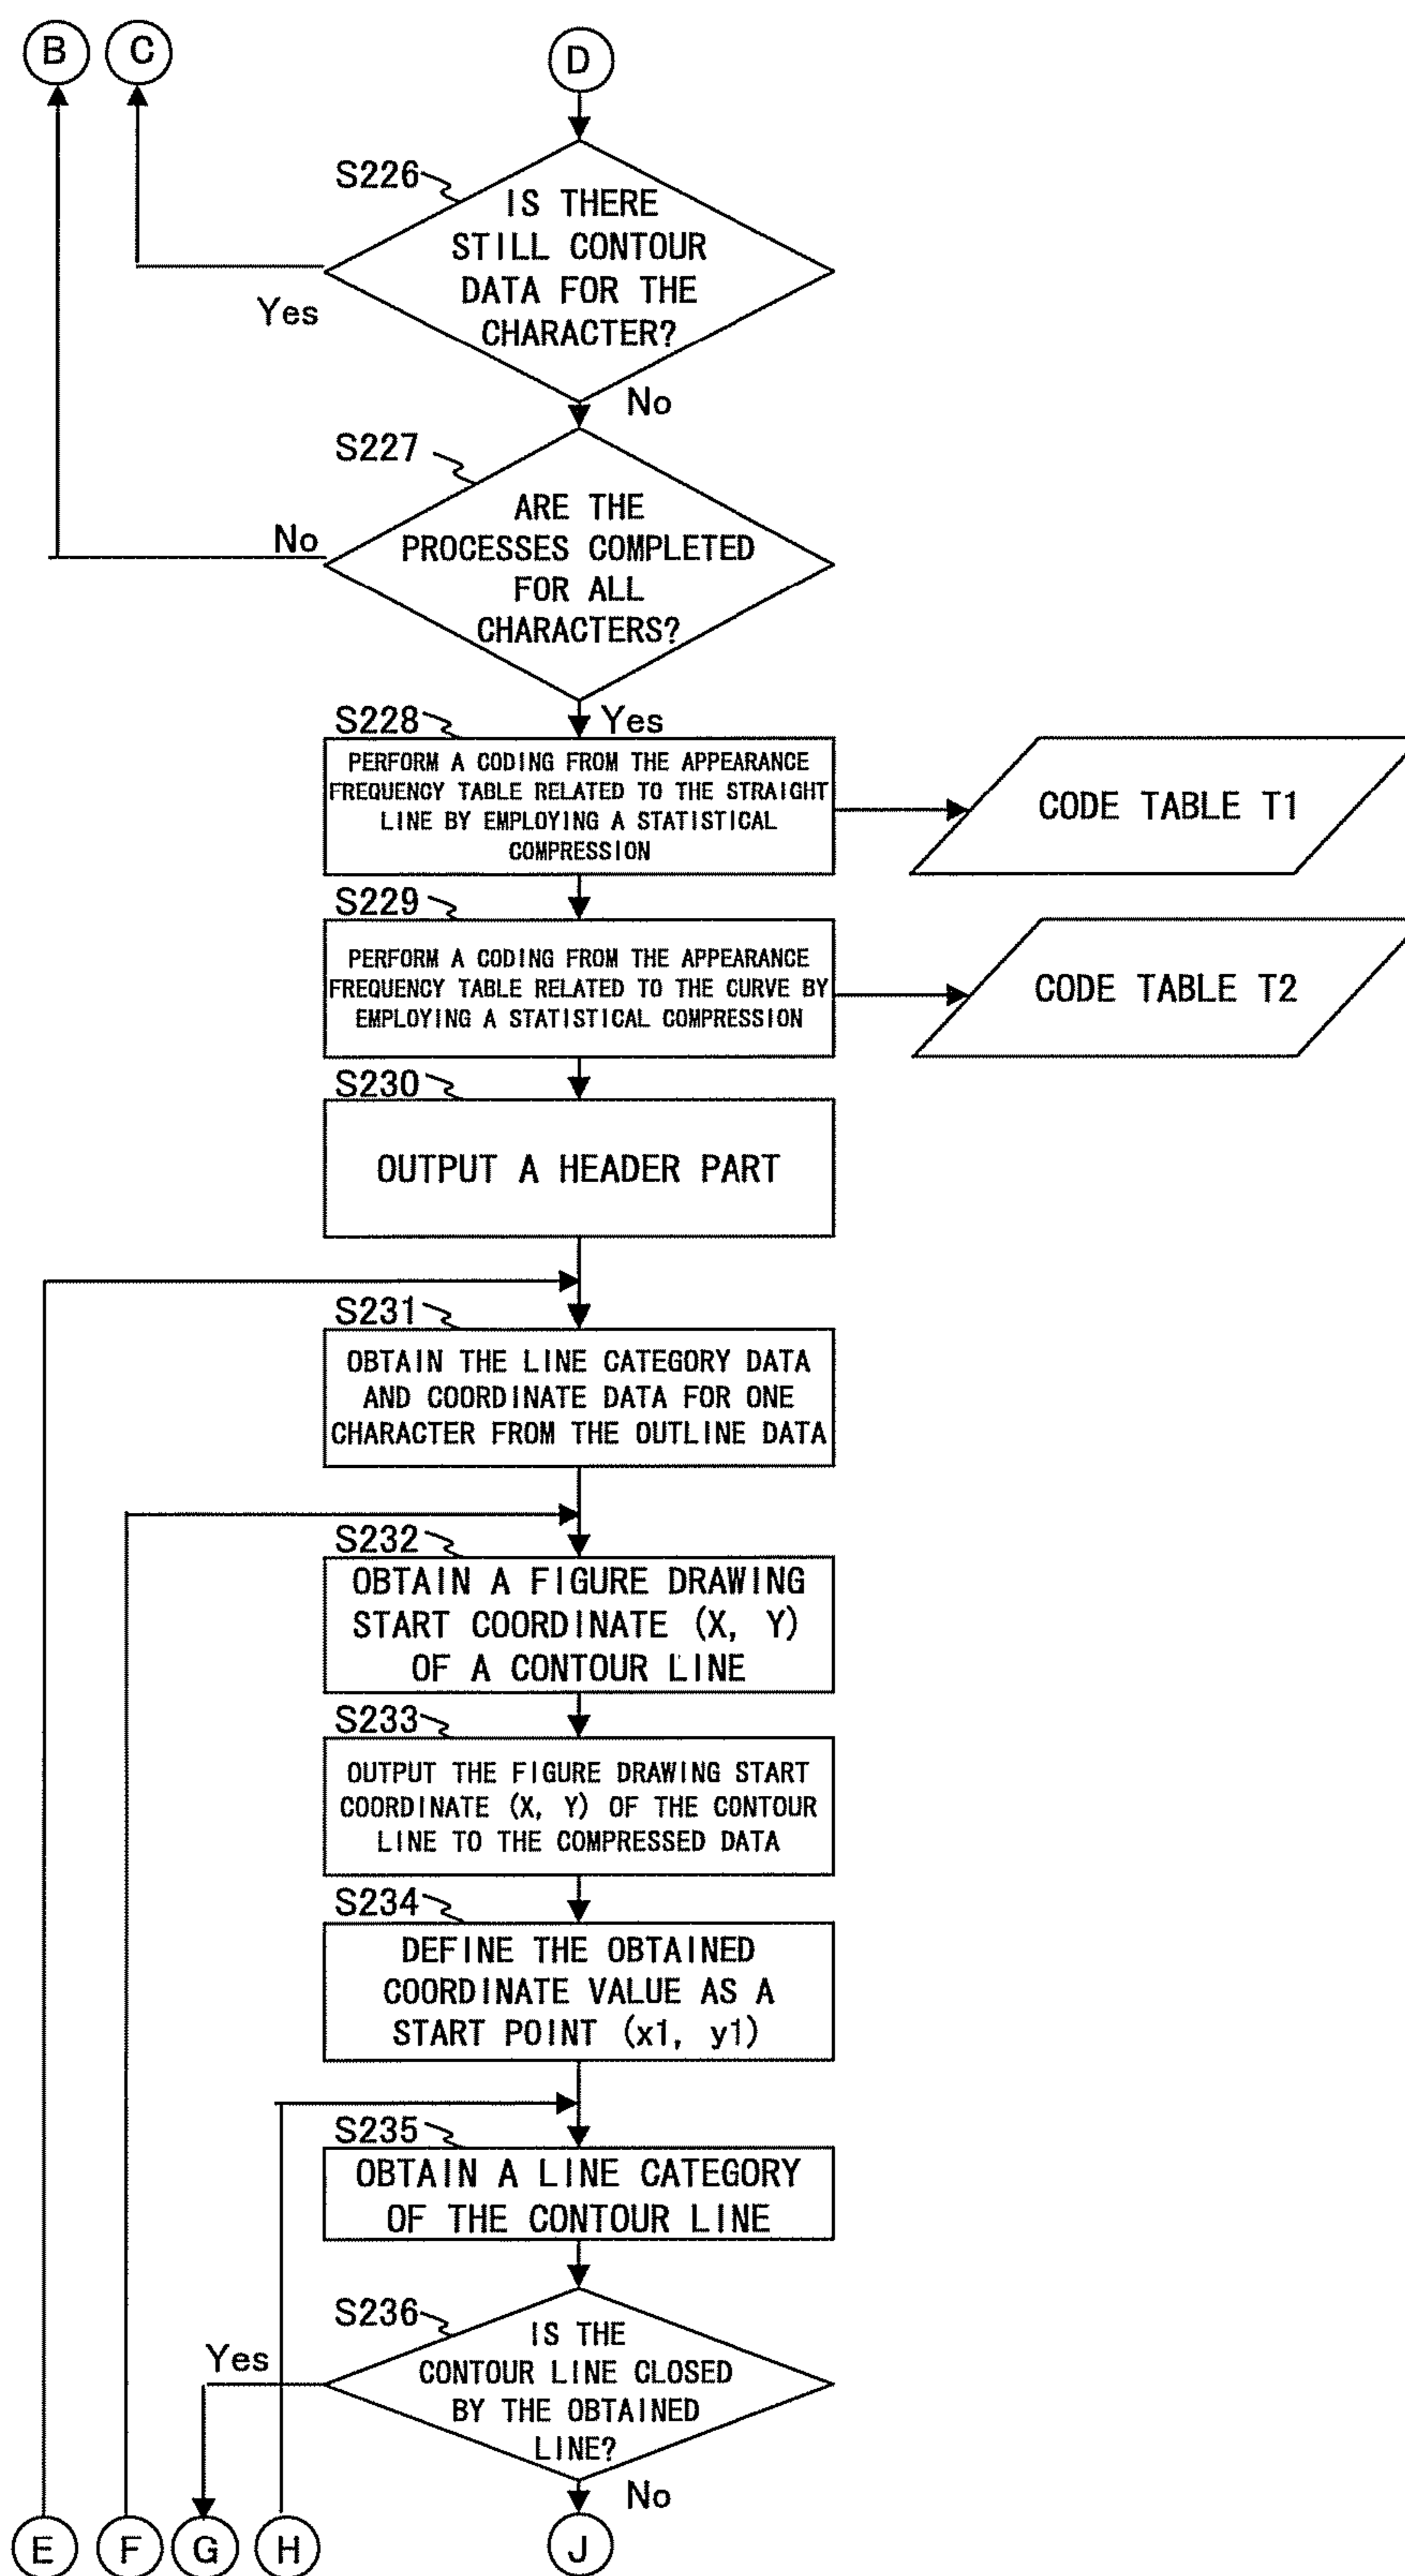 B
C
D
S226
IS THERE
STILL CONTOUR
DATA FOR THE
CHARACTER?
Yes
No
S227
ARE THE
PROCESSES COMPLETED
FOR ALL
CHARACTERS?
No
Yes
S228
PERFORM A CODING FROM THE APPEARANCE
FREQUENCY TABLE RELATED TO THE STRAIGHT
LINE BY EMPLOYING A STATISTICAL
COMPRESSION
CODE TABLE T1
S229
PERFORM A CODING FROM THE APPEARANCE
FREQUENCY TABLE RELATED TO THE CURVE BY
EMPLOYING A STATISTICAL COMPRESSION
CODE TABLE T2
S230
OUTPUT A HEADER PART
S231
OBTAIN THE LINE CATEGORY DATA
AND COORDINATE DATA FOR ONE
CHARACTER FROM THE OUTLINE DATA
S232
OBTAIN A FIGURE DRAWING
START COORDINATE (X, Y)
OF A CONTOUR LINE
S233
OUTPUT THE FIGURE DRAWING START
COORDINATE (X, Y) OF THE CONTOUR
LINE TO THE COMPRESSED DATA
S234
DEFINE THE OBTAINED
COORDINATE VALUE AS A
START POINT (x1, y1)
S235
OBTAIN A LINE CATEGORY
OF THE CONTOUR LINE
S236
IS THE
CONTOUR LINE CLOSED
BY THE OBTAINED
LINE?
Yes
No
E
F
G
H
J